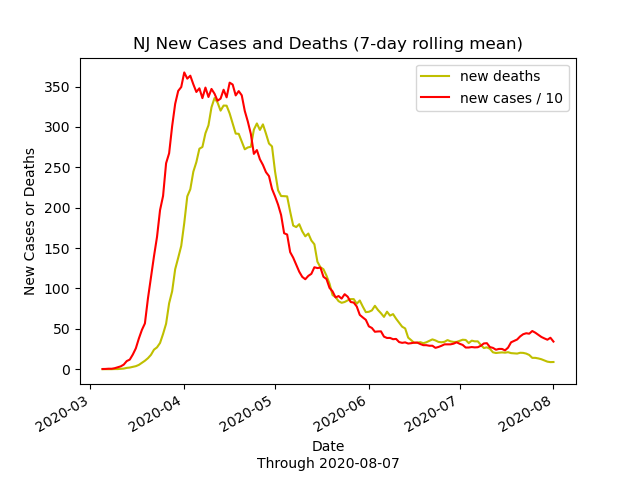 NJ New Cases and Deaths (7-day rolling mean)
new deaths
new cases / 10
350
300
250
200
150
100
50
0
New Cases or Deaths
2020-03
2020-04
2020-05
2020-06
2020-07
2020-08
Date
Through 2020-08-07